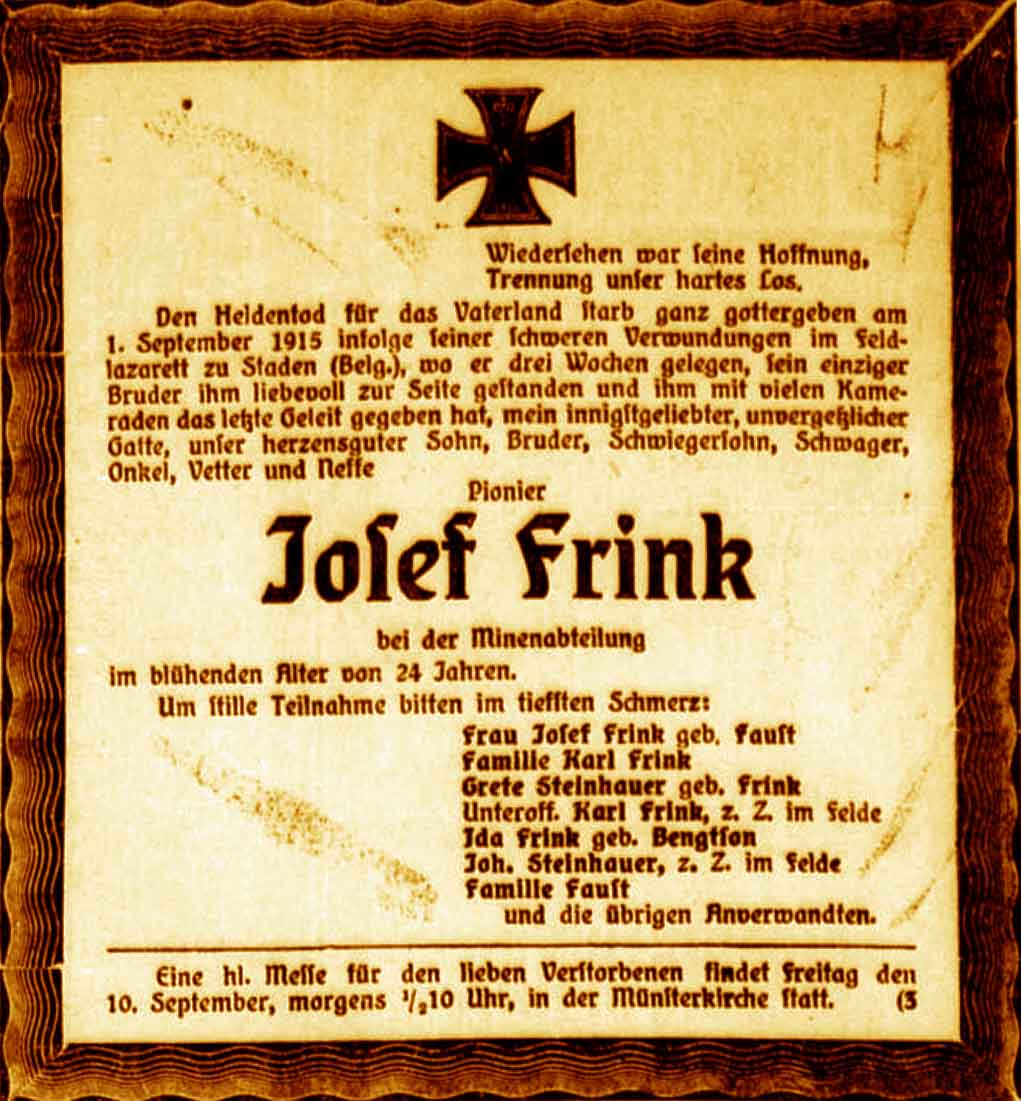 Wiederſehen war ſeine Hoffnung,
Trennung unſer hartes Los.
Den Heldentod für das Vaterland ſtarb ganz gottergeben am
1. September 1915 infolge ſeiner ſchweren Verwundungen im Feld-
lazarett zu Staden (Belg.), wo er drei Wochen gelegen, ſein einziger
Bruder ihm liebevoll zur Seite geſtanden und ihm mit vielen Kame-
raden das letzte Geleit gegeben hat, mein innigſtgeliebter, unvergeßlicher
Gatte, unſer herzensguter Sohn, Bruder, Schwiegerſohn, Schwager,
Onkel, Vetter und Neffe
Pionier
Joſef Frink
bei der Minenabteilung
im blühenden Alter von 24 Jahren.
Um ſtille Teilnahme bitten im tiefſten Schmerz:
Frau Joſef Frink geb. Fauſt
Familie Karl Frink
Grete Steinhauer geb. Frink
Unteroff. Karl Frink, z. Z. im Felde
Ida Frink geb. Bengtſon
Joh. Steinhauer, z. Z. im Felde
Familie Fauſt
und die übrigen Anverwandten.
Eine hl. Meſſe für den lieben Verſtorbenen findet Freitag den
10. September, morgens ½10 Uhr, in der Münſterkirche ſtatt. (3